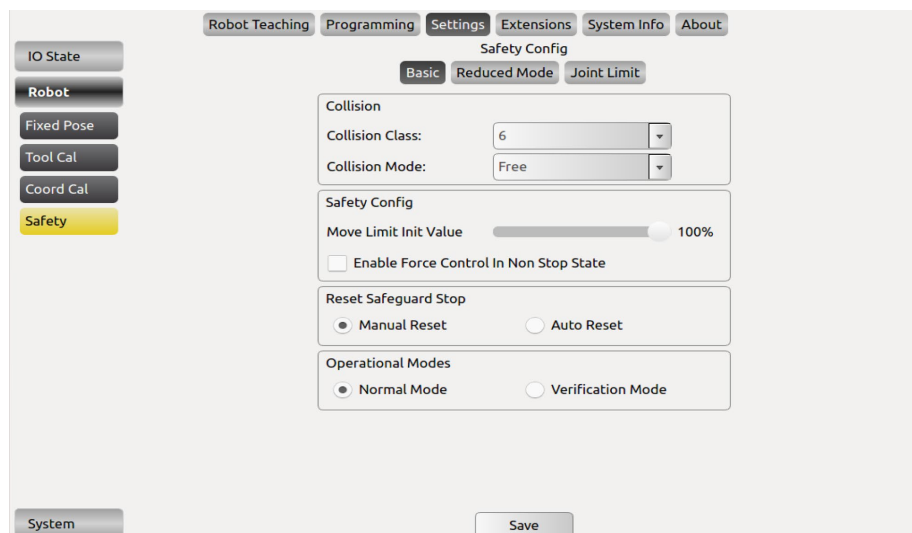 Robot Teaching Programming Settings Extensions System Info About
IO State
Robot
Fixed Pose
Tool Cal
Coord Cal
Safety
System
Safety Config
Basic Reduced Mode Joint Limit
Collision
Collision Class: 6
Collision Mode: Free
Safety Config
Move Limit Init Value 100%
Enable Force Control In Non Stop State
Reset Safeguard Stop
Manual Reset Auto Reset
Operational Modes
Normal Mode Verification Mode
Save